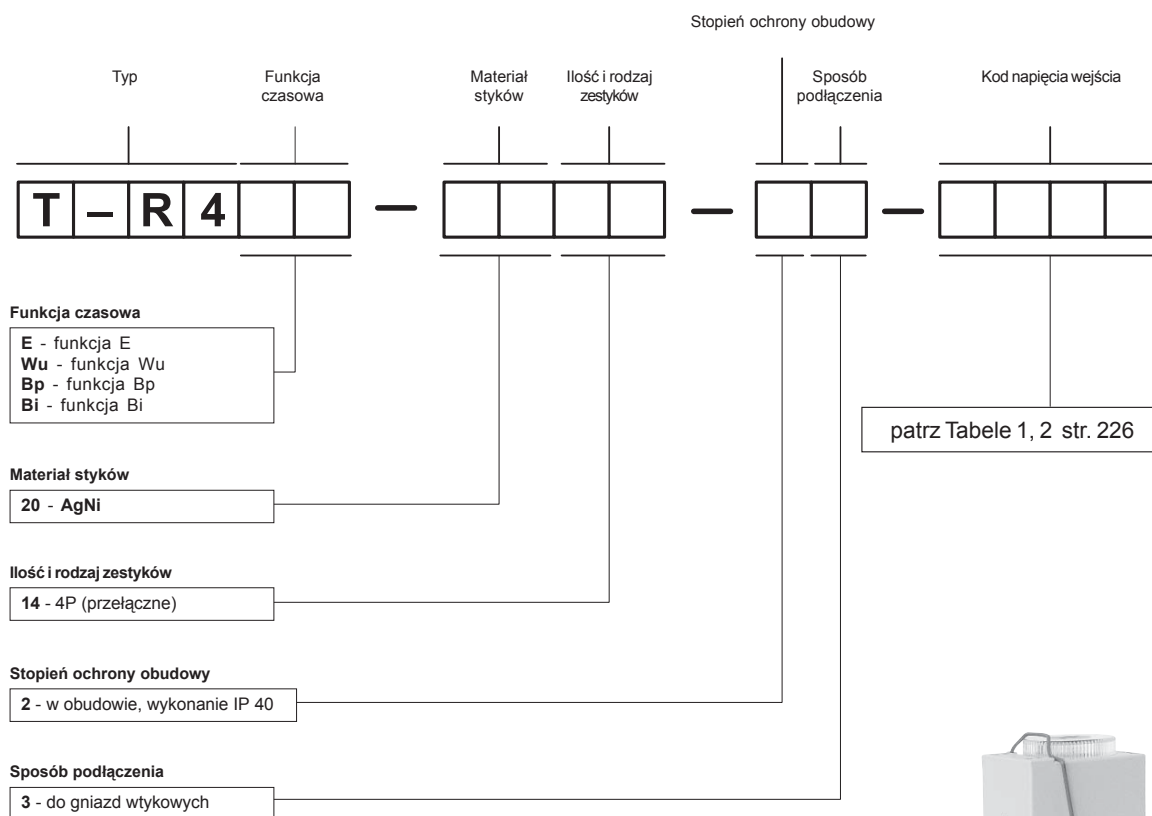 Stopień ochrony obudowy
Typ
Funkcja
czasowa
Materiał
styków
Ilość i rodzaj
zestyków
Sposób
podłączenia
Kod napięcia wejścia
T – R 4 – – –
Funkcja czasowa
E - funkcja E
Wu - funkcja Wu
Bp - funkcja Bp
Bi - funkcja Bi
patrz Tabele 1, 2 str. 226
Materiał styków
20 - AgNi
Ilość i rodzaj zestyków
14 - 4P (przełączne)
Stopień ochrony obudowy
2 - w obudowie, wykonanie IP 40
Sposób podłączenia
3 - do gniazd wtykowych